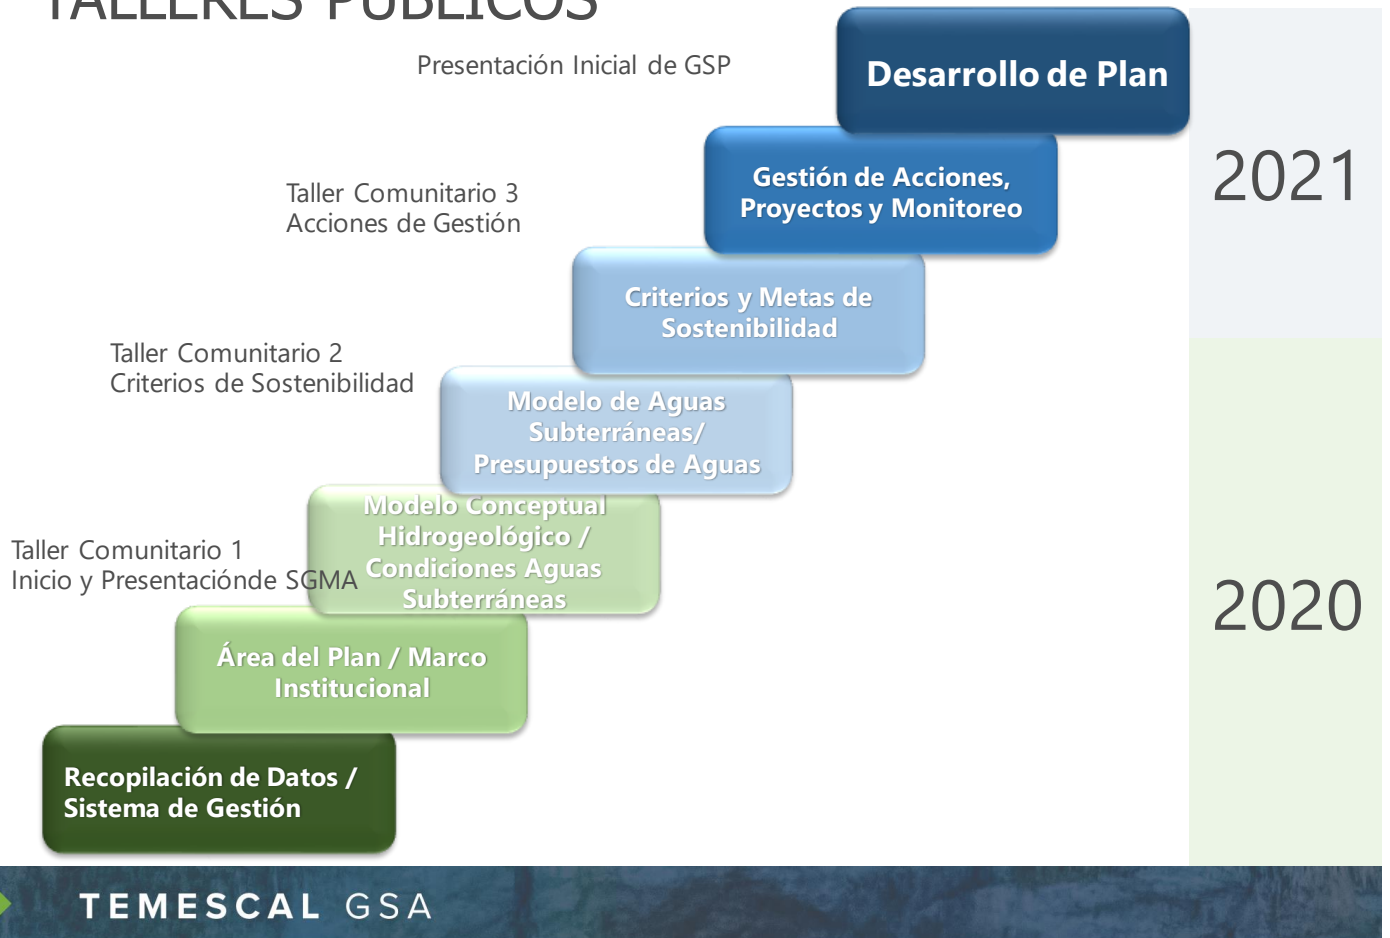 TALLERES PÚBLICOS
Presentación Inicial de GSP
Desarrollo de Plan
2021
Gestión de Acciones,
Proyectos y Monitoreo
Taller Comunitario 3
Acciones de Gestión
Criterios y Metas de
Sostenibilidad
Taller Comunitario 2
Criterios de Sostenibilidad
Modelo de Aguas
Subterráneas/
Presupuestos de Aguas
Modelo Conceptual
Hidrogeológico /
Condiciones Aguas
Subterráneas
Taller Comunitario 1
Inicio y Presentaciónde SGMA
2020
Área del Plan / Marco
Institucional
Recopilación de Datos /
Sistema de Gestión
TEMESCAL GSA